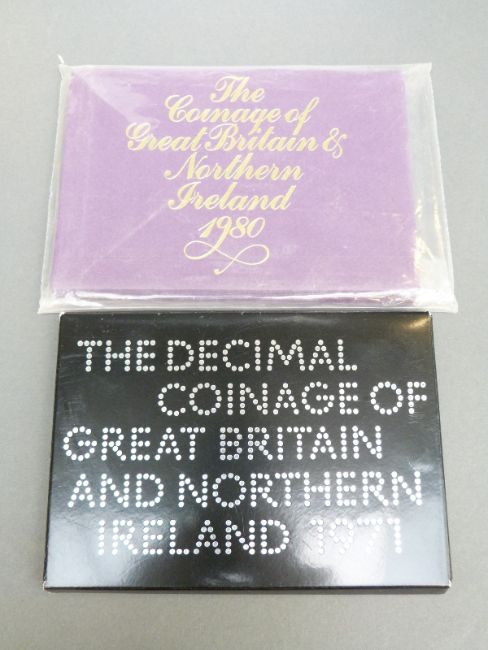 The
Coinage of
Great Britain &
Northern
Ireland
1980
THE DECIMAL
COINAGE OF
GREAT BRITAIN
AND NORTHERN
IRELAND 1971